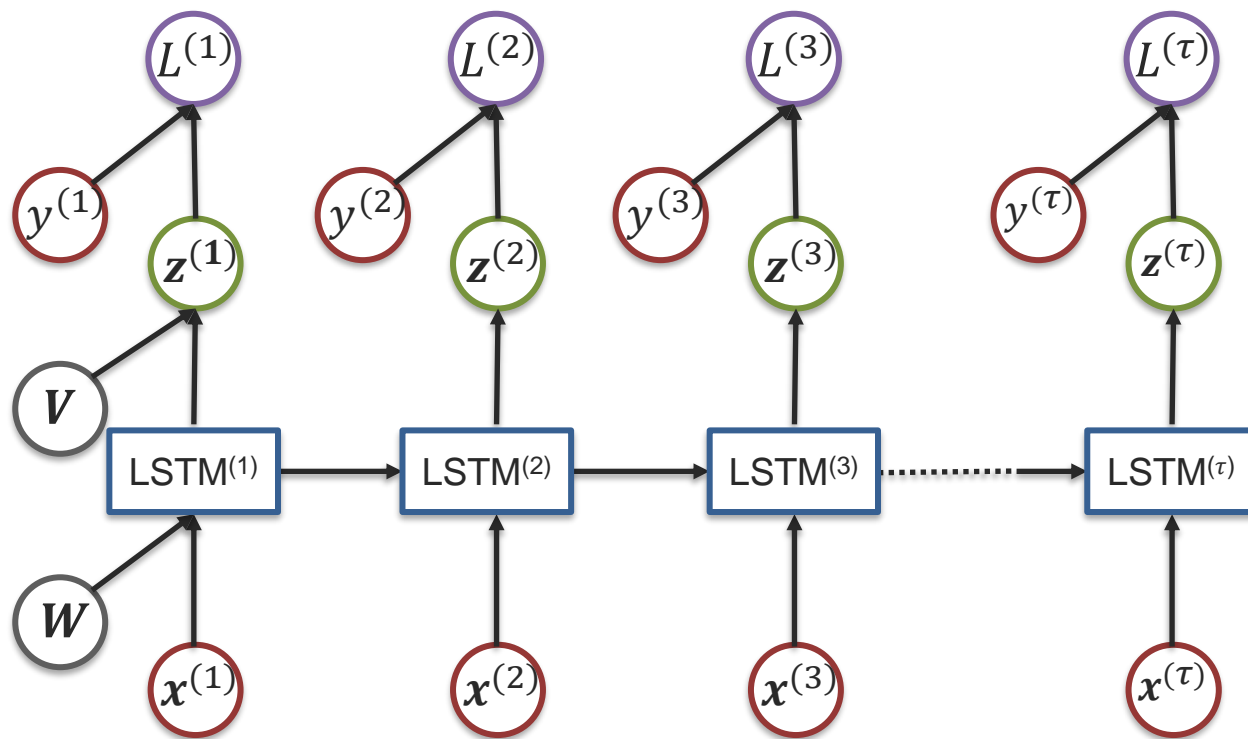 L⁽¹⁾ L⁽²⁾ L⁽³⁾ L⁽τ⁾
y⁽¹⁾ y⁽²⁾ y⁽³⁾ y⁽τ⁾
z⁽¹⁾ z⁽²⁾ z⁽³⁾ z⁽τ⁾
V
LSTM⁽¹⁾ LSTM⁽²⁾ LSTM⁽³⁾ LSTM⁽τ⁾
W
x⁽¹⁾ x⁽²⁾ x⁽³⁾ x⁽τ⁾